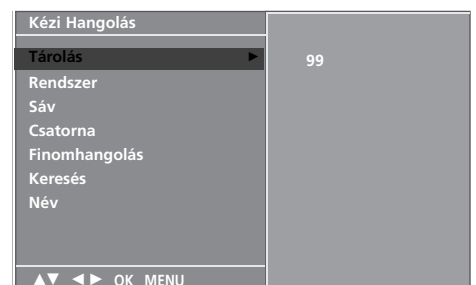 Kézi Hangolás
Tárolás ►
99
Rendszer
Sáv
Csatorna
Finomhangolás
Keresés
Név
▲▼ ◄► OK MENU